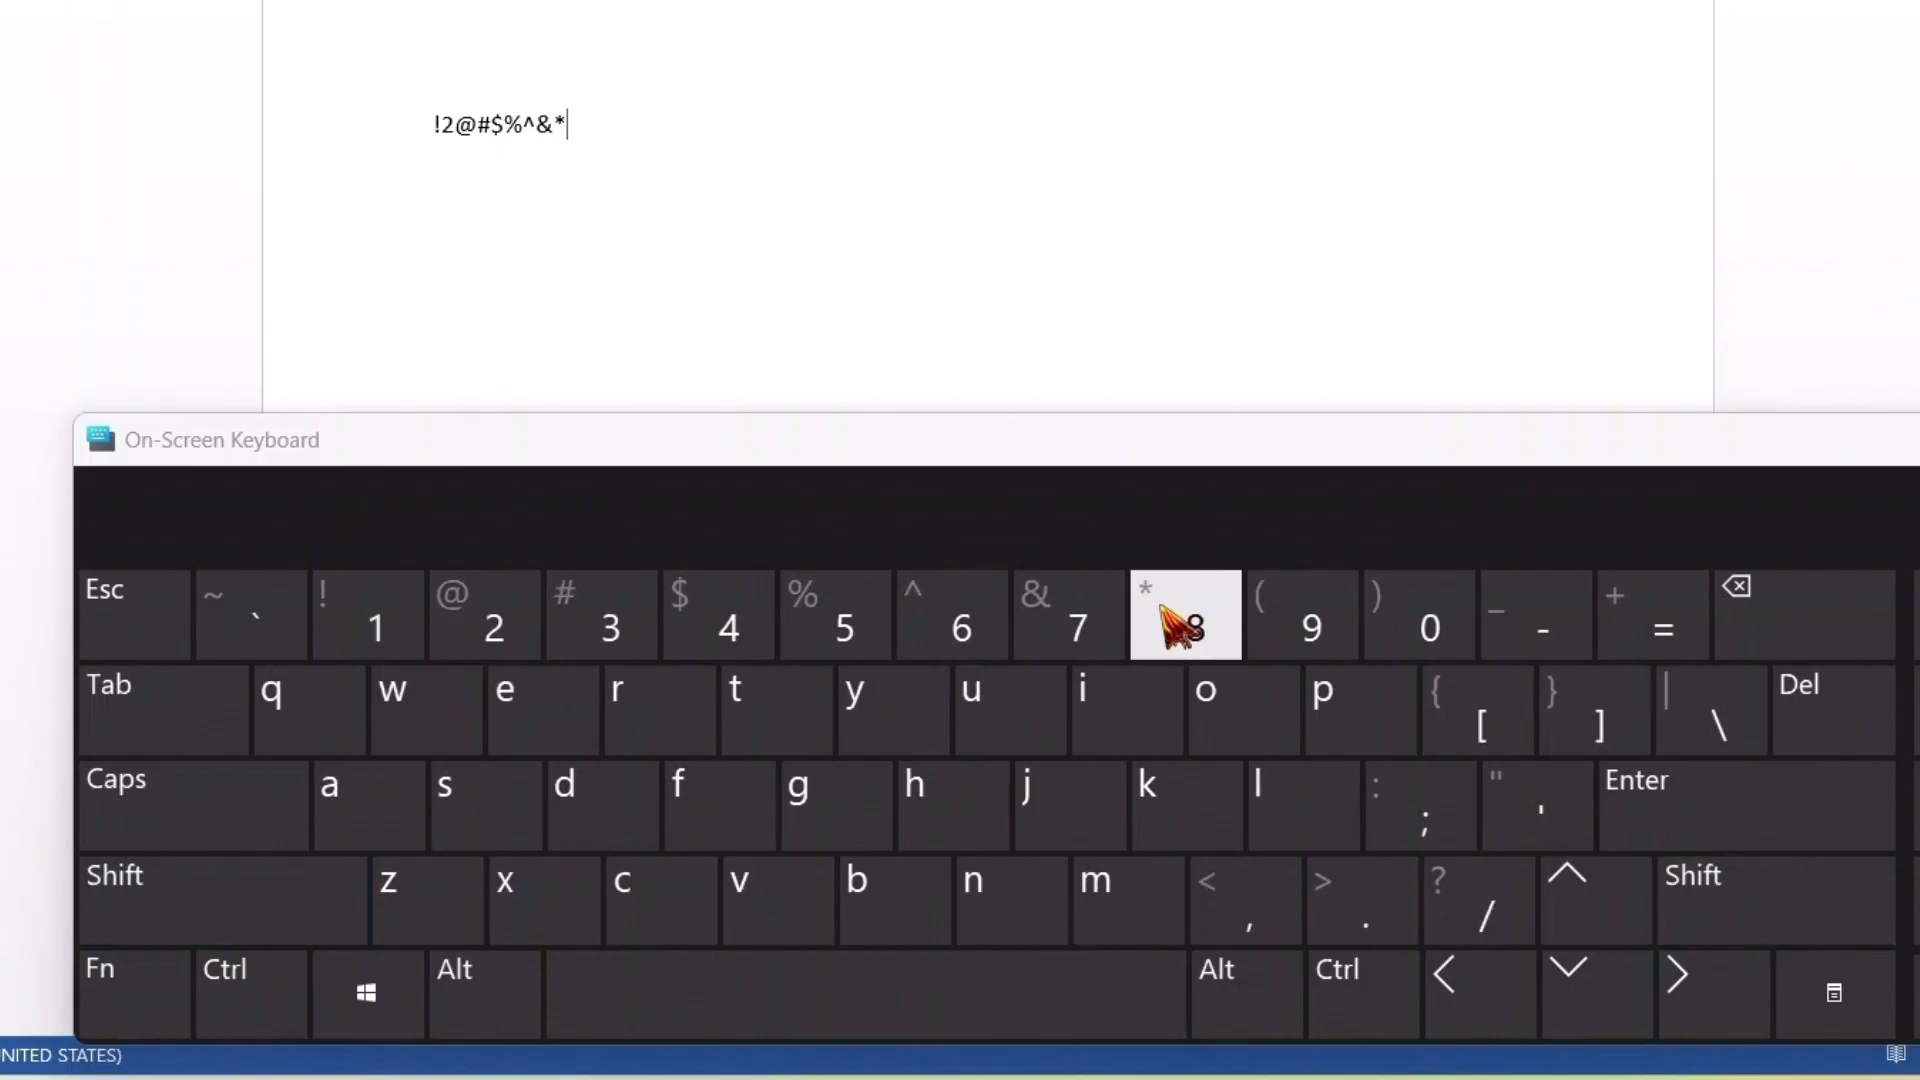 !2@#$%^&*
On-Screen Keyboard
Esc ~ ` ! 1 @ 2 # 3 $ 4 % 5 ^ 6 & 7 * 8 ( 9 ) 0 _ - + =
Tab q w e r t y u i o p { [ } ] | \ Del
Caps a s d f g h j k l : ; " ' Enter
Shift z x c v b n m < , > . ? / Shift
Fn Ctrl Alt Alt Ctrl
NITED STATES)